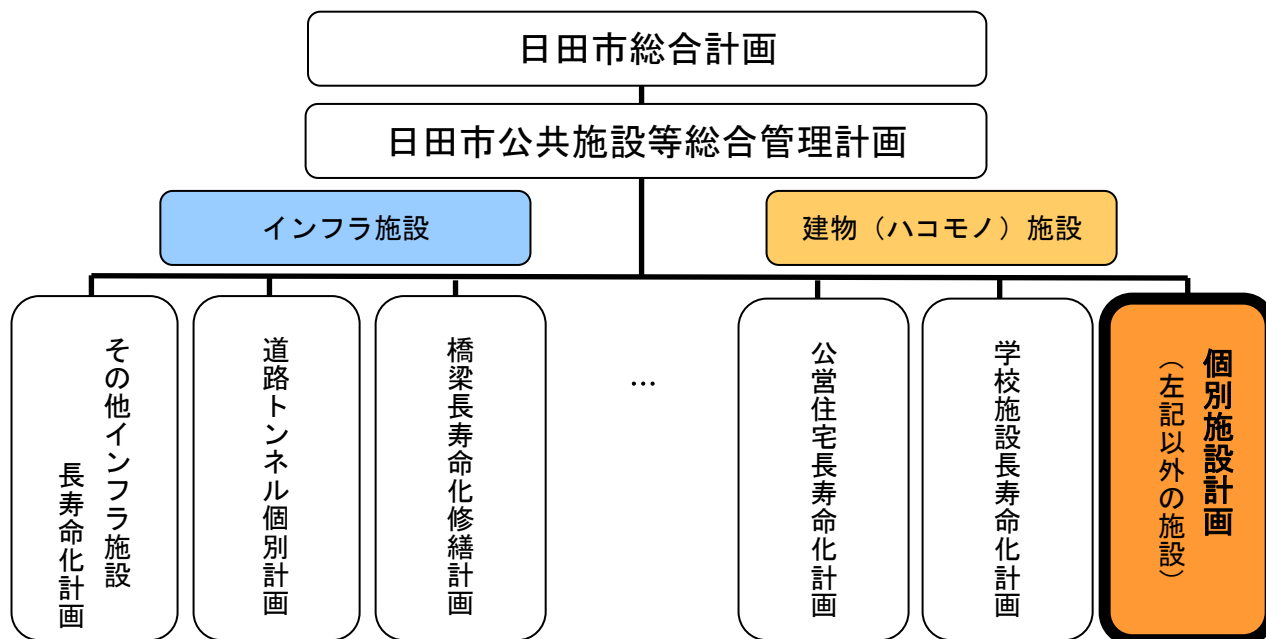 日田市総合計画
日田市公共施設等総合管理計画
インフラ施設
建物（ハコモノ）施設
その他インフラ施設
長寿命化計画
道路トンネル個別計画
橋梁長寿命化修繕計画
…
公営住宅長寿命化計画
学校施設長寿命化計画
個別施設計画
（左記以外の施設）